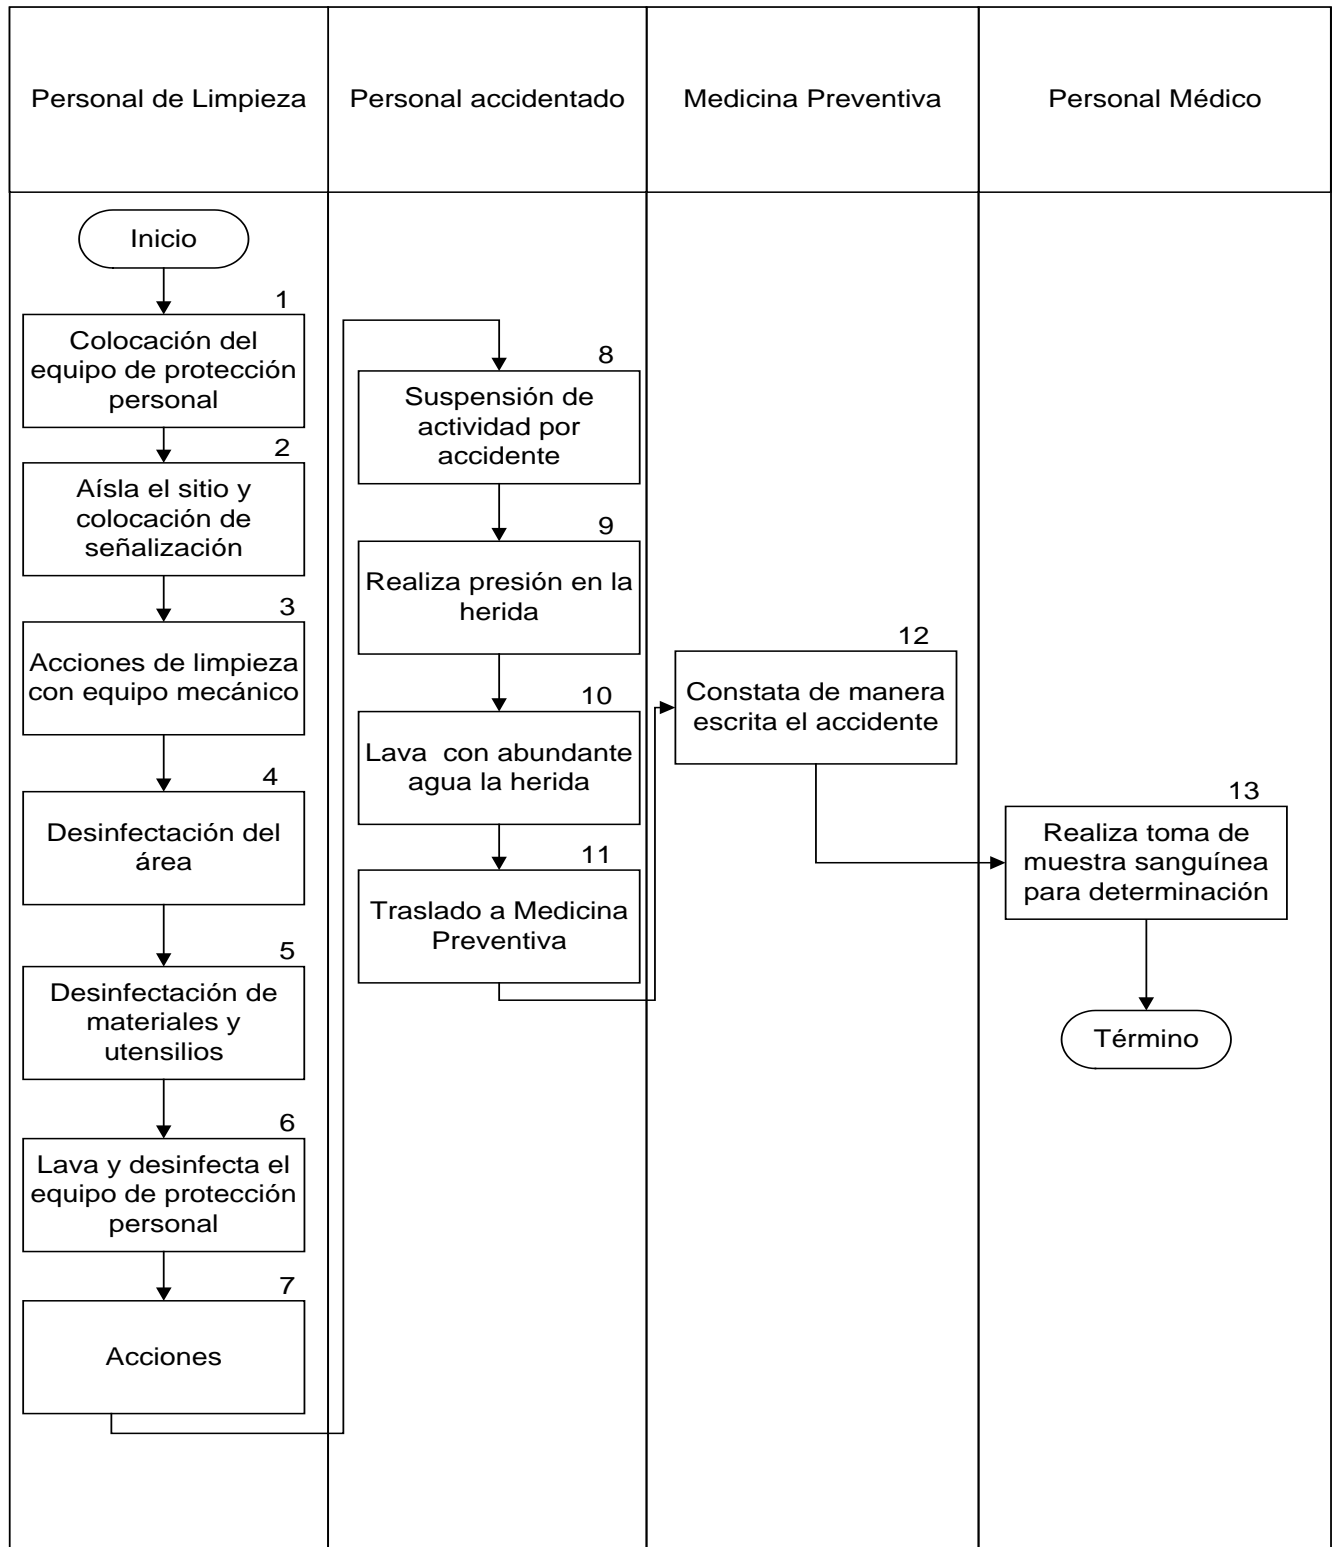 Personal de Limpieza
Personal accidentado
Medicina Preventiva
Personal Médico
Inicio
1
Colocación del
equipo de protección
personal
2
Aísla el sitio y
colocación de
señalización
3
Acciones de limpieza
con equipo mecánico
4
Desinfectación del
área
5
Desinfectación de
materiales y
utensilios
6
Lava y desinfecta el
equipo de protección
personal
7
Acciones
8
Suspensión de
actividad por
accidente
9
Realiza presión en la
herida
10
Lava  con abundante
agua la herida
11
Traslado a Medicina
Preventiva
12
Constata de manera
escrita el accidente
13
Realiza toma de
muestra sanguínea
para determinación
Término